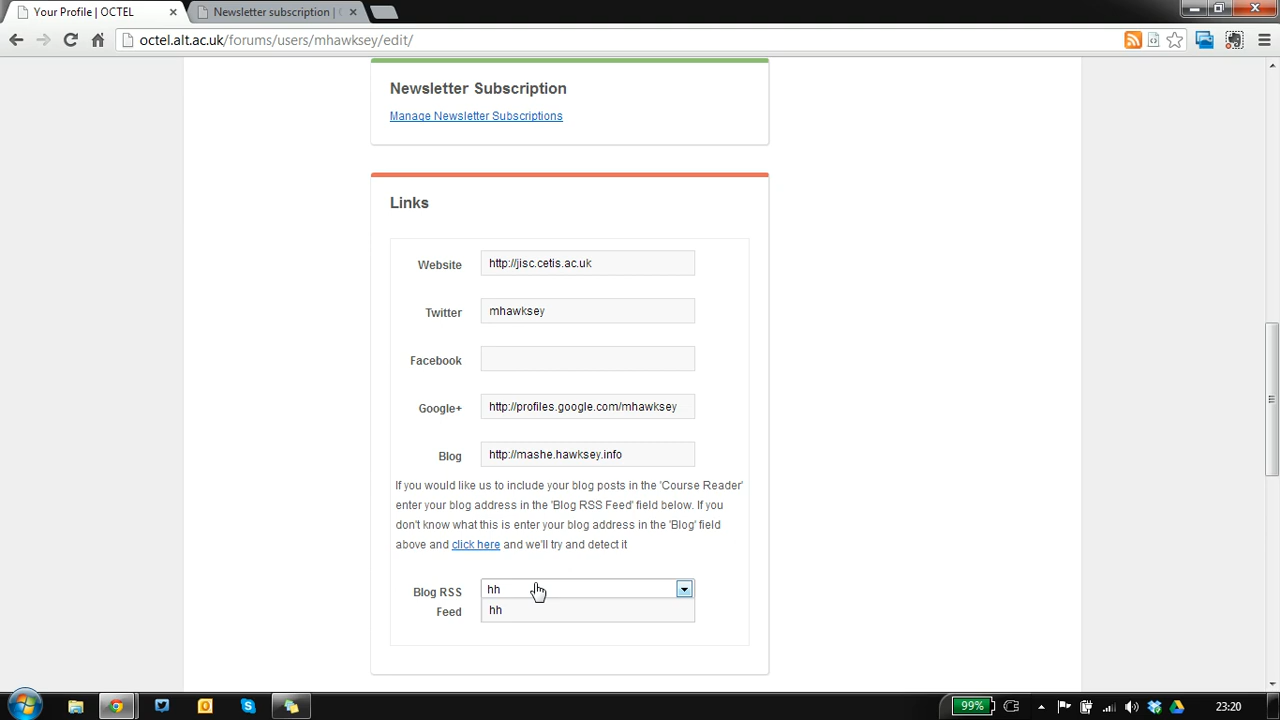 Your Profile | OCTEL
Newsletter subscription |
octel.alt.ac.uk/forums/users/mhawksey/edit/
Newsletter Subscription
Manage Newsletter Subscriptions
Links
Website http://jisc.cetis.ac.uk
Twitter mhawksey
Facebook
Google+ http://profiles.google.com/mhawksey
Blog http://mashe.hawksey.info
If you would like us to include your blog posts in the 'Course Reader'
enter your blog address in the 'Blog RSS Feed' field below. If you
don't know what this is enter your blog address in the 'Blog' field
above and click here and we'll try and detect it
Blog RSS hh
Feed hh
99% 23:20